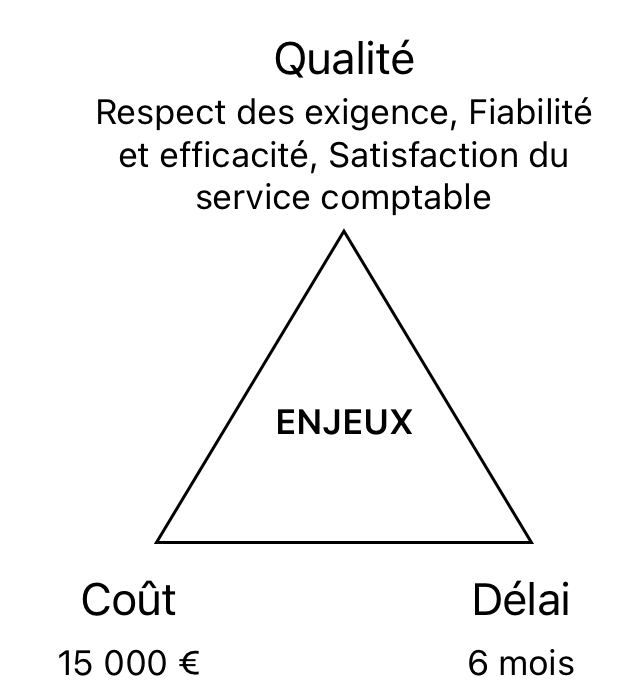 Qualité
Respect des exigence, Fiabilité
et efficacité, Satisfaction du
service comptable
ENJEUX
Coût
Délai
15 000 €
6 mois